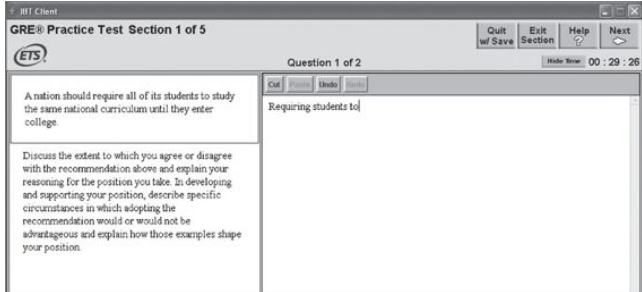 IBT Client
GRE® Practice Test Section 1 of 5
Quit w/ Save
Exit Section
Help ?
Next
ETS
Question 1 of 2
Hide Time 00 : 29 : 26
Cut Paste Undo Redo
A nation should require all of its students to study
the same national curriculum until they enter
college.
Requiring students to
Discuss the extent to which you agree or disagree
with the recommendation above and explain your
reasoning for the position you take. In developing
and supporting your position, describe specific
circumstances in which adopting the
recommendation would or would not be
advantageous and explain how those examples shape
your position.